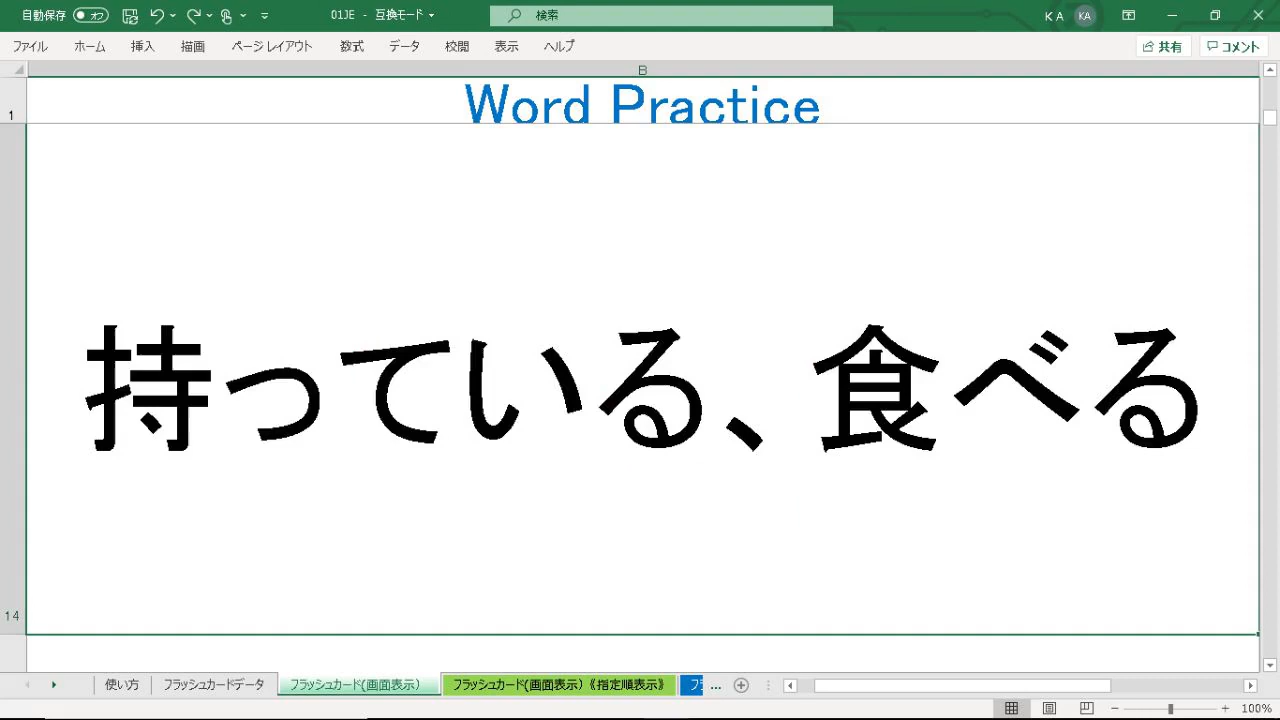 自動保存 オフ 01JE - 互換モード 検索 K A KA
ファイル ホーム 挿入 描画 ページ レイアウト 数式 データ 校閲 表示 ヘルプ 共有 コメント
B
1 Word Practice
持っている、食べる
14
使い方 フラッシュカードデータ フラッシュカード(画面表示) フラッシュカード(画面表示)《指定順表示》 フラ ...
100%